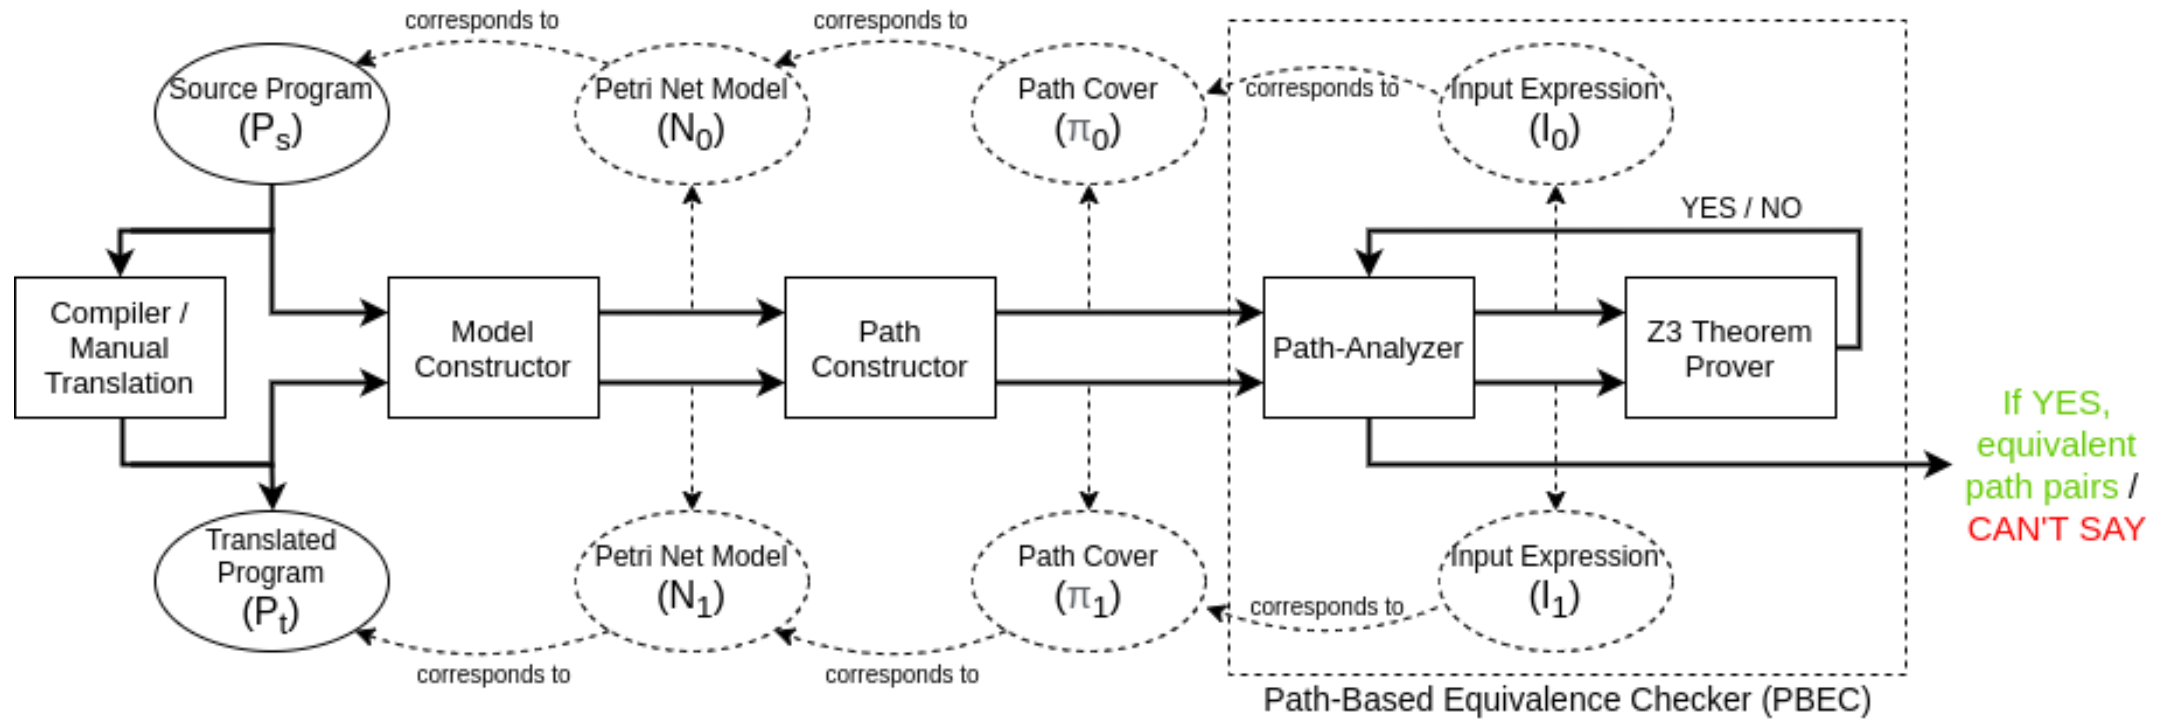 corresponds to
corresponds to
Source Program
(Ps)
Petri Net Model
(N0)
Path Cover
(π0)
corresponds to
Input Expression
(I0)
YES / NO
Compiler /
Manual
Translation
Model
Constructor
Path
Constructor
Path-Analyzer
Z3 Theorem
Prover
If YES,
equivalent
path pairs /
CAN'T SAY
Translated
Program
(Pt)
Petri Net Model
(N1)
Path Cover
(π1)
corresponds to
Input Expression
(I1)
corresponds to
corresponds to
Path-Based Equivalence Checker (PBEC)